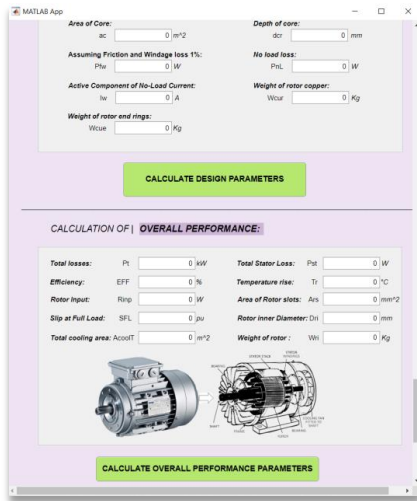 MATLAB App
Area of Core: Depth of core:
ac 0 m^2 dcr 0 mm
Assuming Friction and Windage loss 1%: No load loss:
Pfw 0 W PnL 0 W
Active Component of No-Load Current: Weight of rotor copper:
Iw 0 A Wcur 0 Kg
Weight of rotor end rings:
Wcue 0 Kg
CALCULATE DESIGN PARAMETERS
CALCULATION OF | OVERALL PERFORMANCE:
Total losses: Pt 0 kW Total Stator Loss: Pst 0 W
Efficiency: EFF 0 % Temperature rise: Tr 0 °C
Rotor Input: Rinp 0 W Area of Rotor slots: Ars 0 mm^2
Slip at Full Load: SFL 0 pu Rotor inner Diameter: Dri 0 mm
Total cooling area: AcoolT 0 m^2 Weight of rotor : Wri 0 Kg
SHAFT
FRAME
BEARING
CALCULATE OVERALL PERFORMANCE PARAMETERS